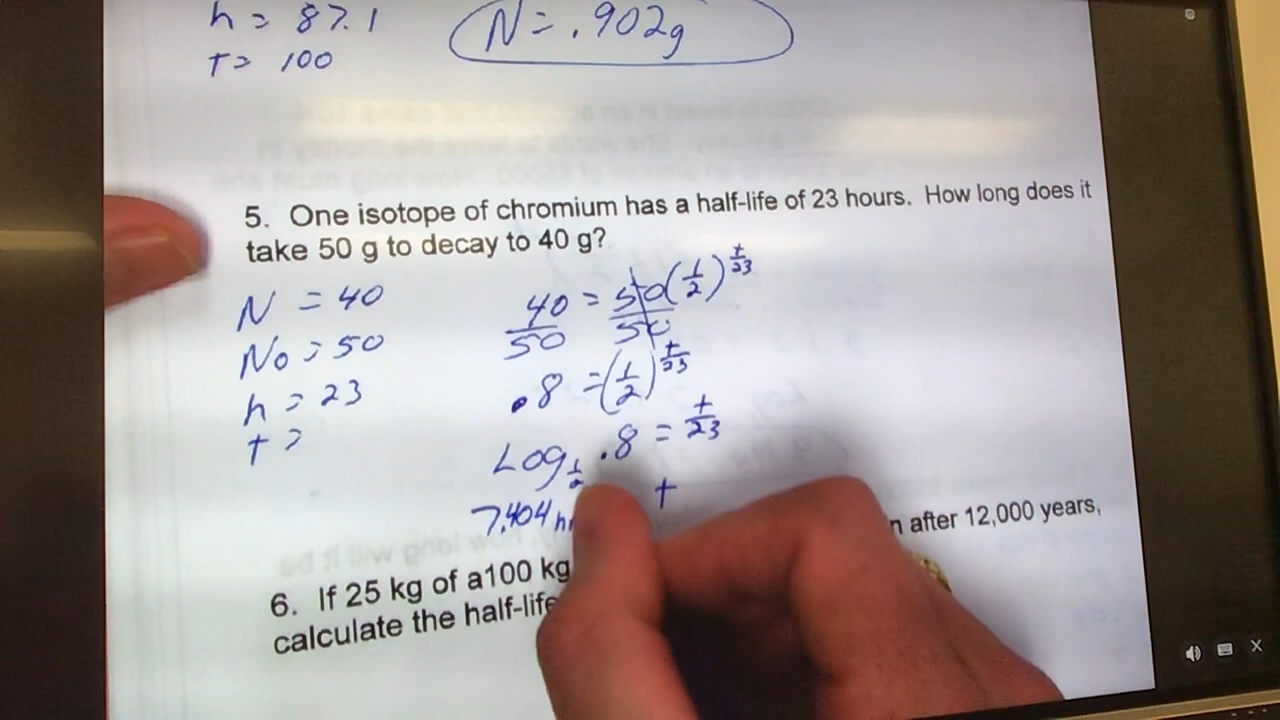 h = 87.1
t = 100
N = .902g
5. One isotope of chromium has a half-life of 23 hours. How long does it
take 50 g to decay to 40 g?
N = 40
No = 50
h = 23
t =
40/50 = 50/50 (1/2)^t/23
.8 = (1/2)^t/23
Log 1/2 .8 = t/23
7.404 t
6. If 25 kg of a100 kg n after 12,000 years,
calculate the half-life